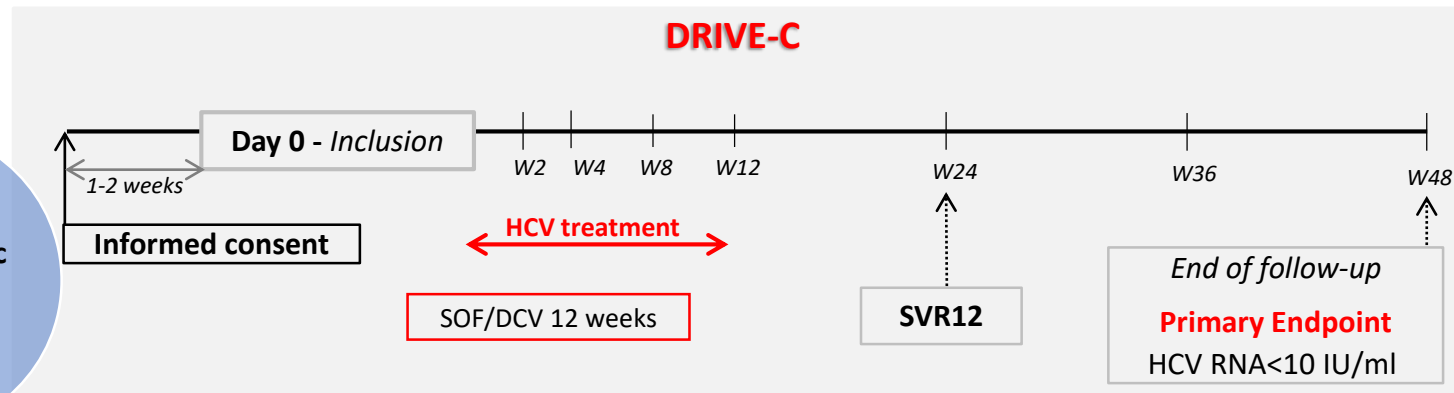 DRIVE-C
Day 0 - Inclusion
1-2 weeks
W2 W4 W8 W12 W24 W36 W48
Informed consent
HCV treatment
C
SOF/DCV 12 weeks
SVR12
End of follow-up
Primary Endpoint
HCV RNA<10 IU/ml